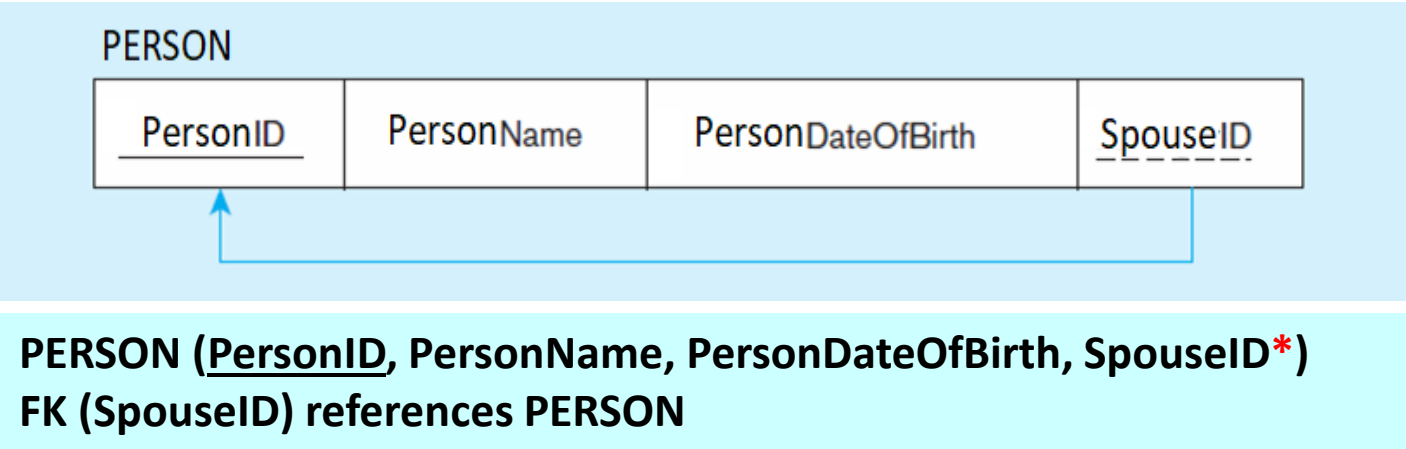 PERSON
PersonID PersonName PersonDateOfBirth SpouseID
PERSON (PersonID, PersonName, PersonDateOfBirth, SpouseID*)
FK (SpouseID) references PERSON